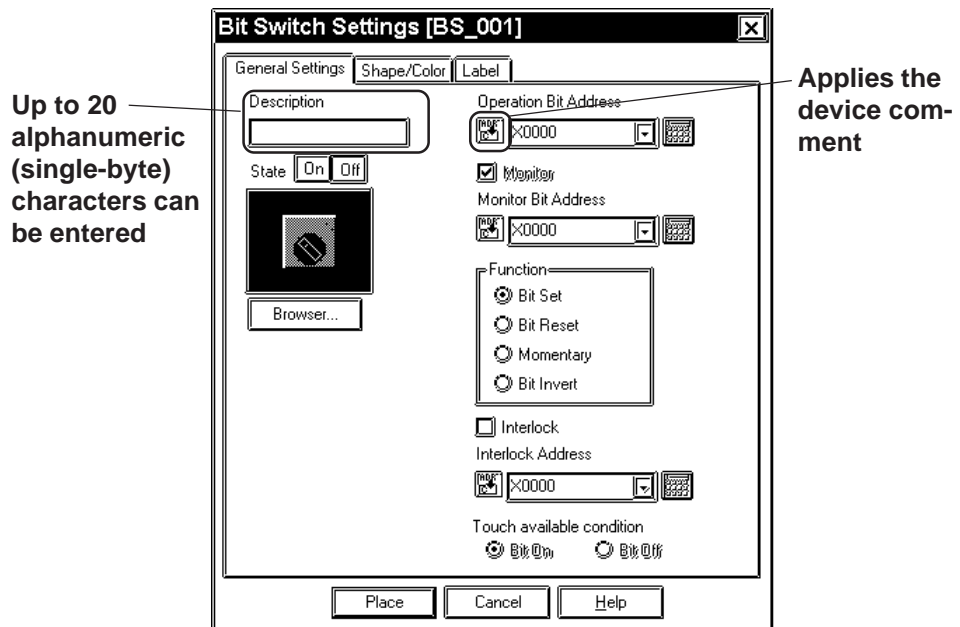 Bit Switch Settings [BS_001]
General Settings Shape/Color Label
Up to 20
alphanumeric
(single-byte)
characters can
be entered
Description
State On Off
Browser...
Operation Bit Address
X0000
Monitor
Monitor Bit Address
X0000
Function
Bit Set
Bit Reset
Momentary
Bit Invert
Interlock
Interlock Address
X0000
Touch available condition
Bit On Bit Off
Applies the
device com-
ment
Place Cancel Help